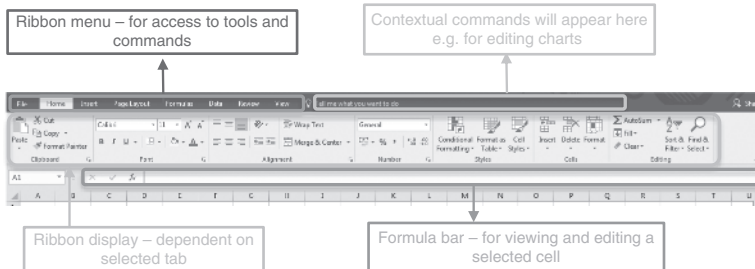 Ribbon menu – for access to tools and
commands
Contextual commands will appear here
e.g. for editing charts
File Home Insert Page Layout Formulas Data Review View Tell me what you want to do
Cut
Copy
Format Painter
Paste
Clipboard
Calibri 11 A A
B I U A
Font
Wrap Text
Merge & Center
Alignment
General
% ,
Number
Conditional Formatting
Format as Table
Cell Styles
Styles
Insert Delete Format
Cells
AutoSum
Fill
Clear
Sort & Filter
Find & Select
Editing
A1 fx
A B C D E F G H I J K L M N O P Q R S T U
Ribbon display – dependent on
selected tab
Formula bar – for viewing and editing a
selected cell